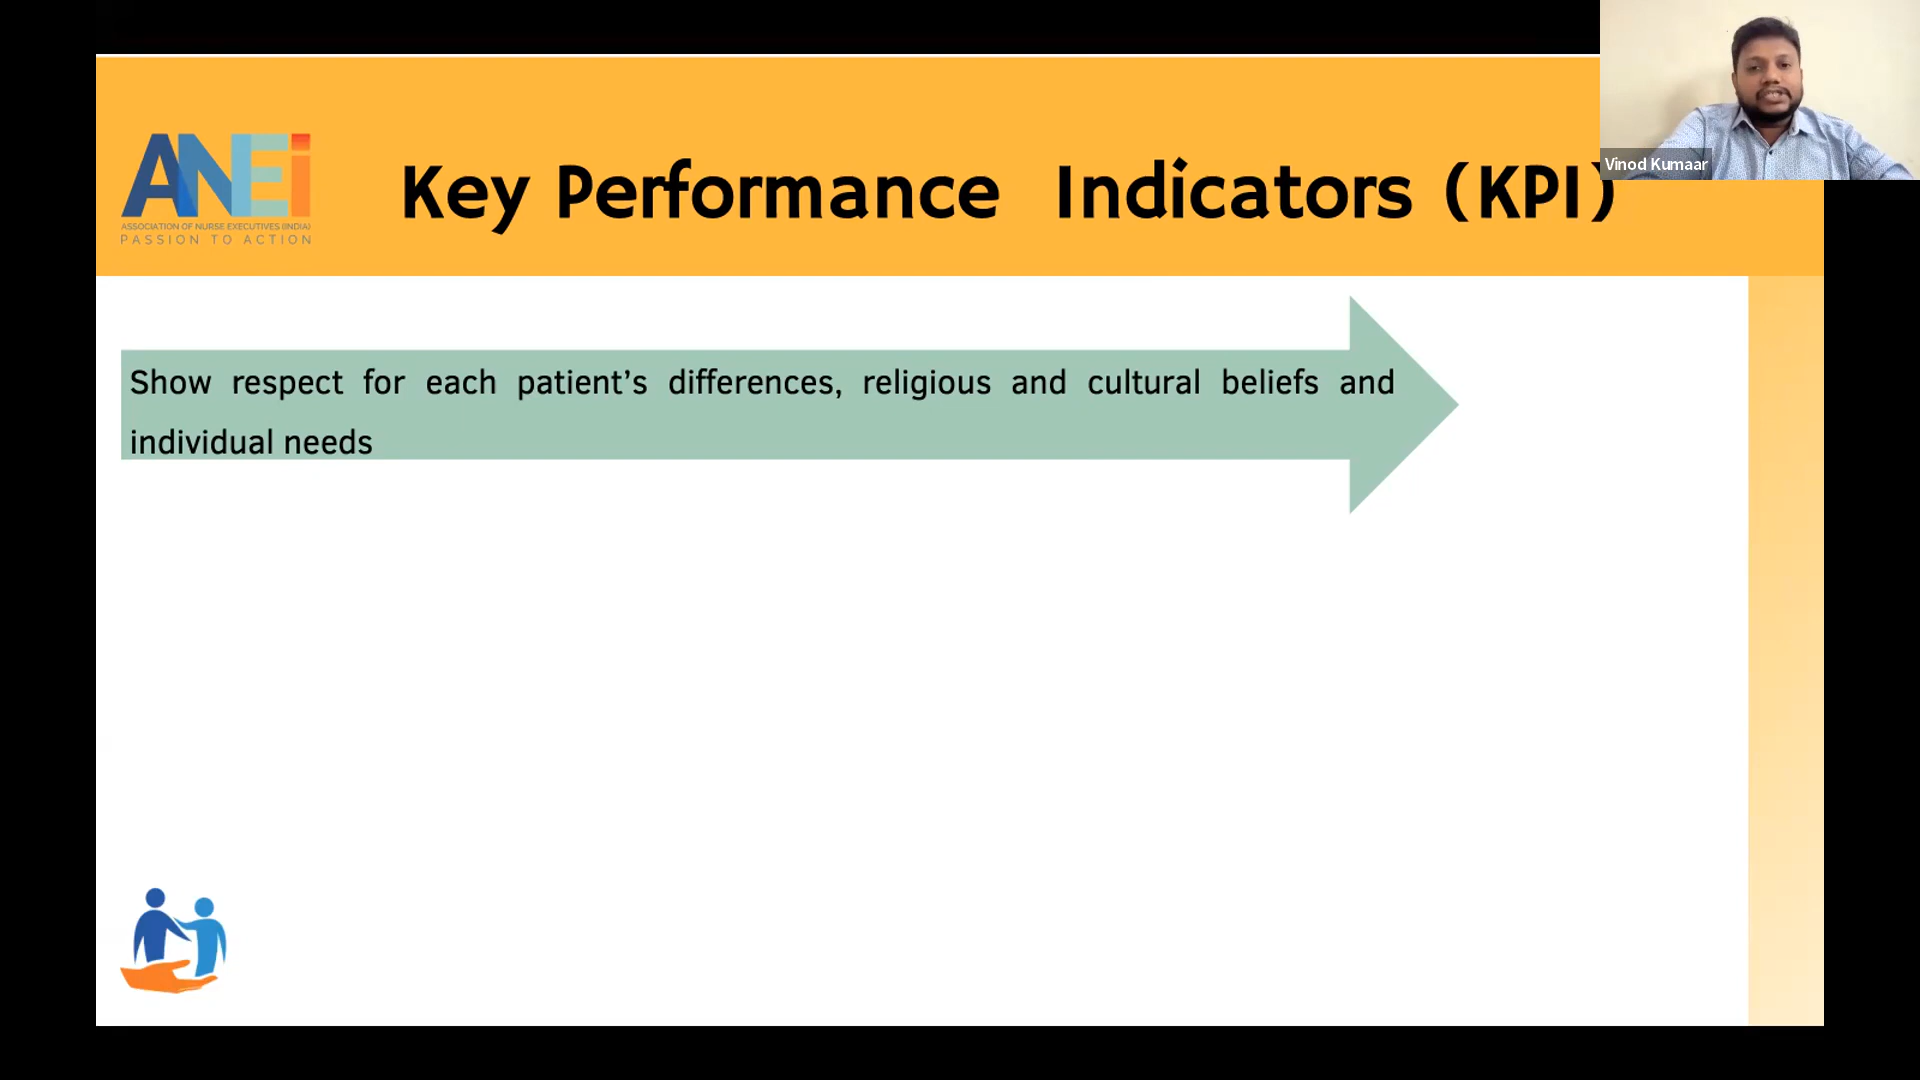 Vinod Kumaar
ANEi
ASSOCIATION OF NURSE EXECUTIVES (INDIA)
PASSION TO ACTION
Key Performance Indicators (KPI)
Show respect for each patient’s differences, religious and cultural beliefs and
individual needs